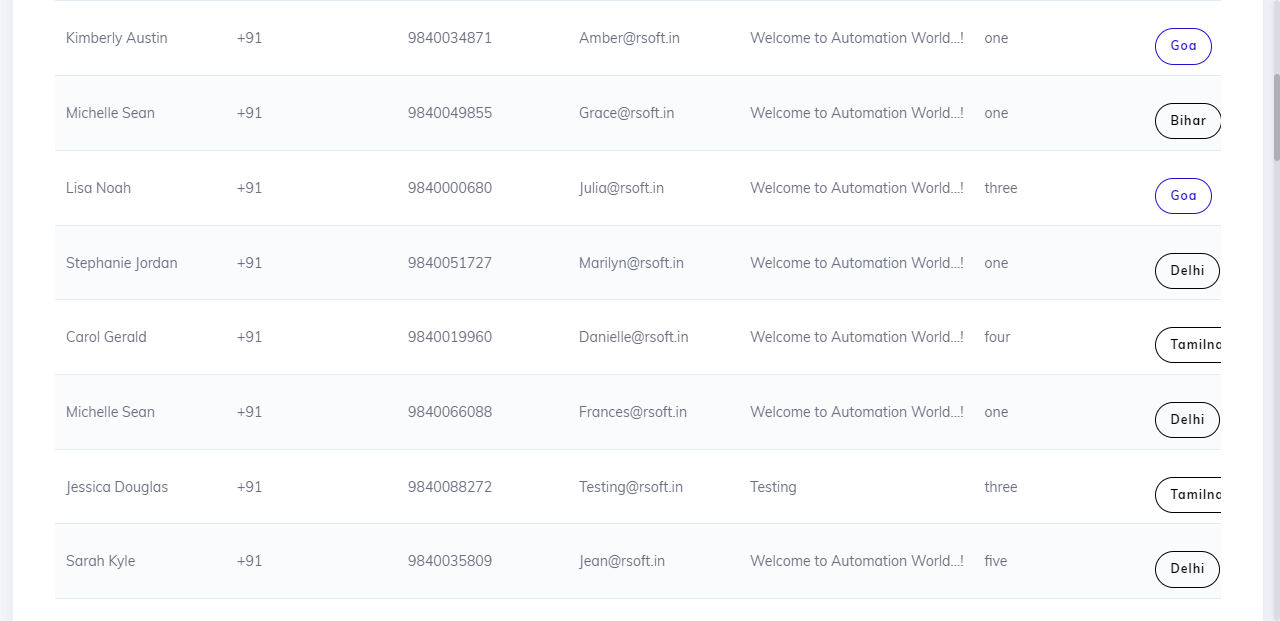 Kimberly Austin +91 9840034871 Amber@rsoft.in Welcome to Automation World...! one Goa
Michelle Sean +91 9840049855 Grace@rsoft.in Welcome to Automation World...! one Bihar
Lisa Noah +91 9840000680 Julia@rsoft.in Welcome to Automation World...! three Goa
Stephanie Jordan +91 9840051727 Marilyn@rsoft.in Welcome to Automation World...! one Delhi
Carol Gerald +91 9840019960 Danielle@rsoft.in Welcome to Automation World...! four
Michelle Sean +91 9840066088 Frances@rsoft.in Welcome to Automation World...! one Delhi
Jessica Douglas +91 9840088272 Testing@rsoft.in Testing three
Sarah Kyle +91 9840035809 Jean@rsoft.in Welcome to Automation World...! five Delhi